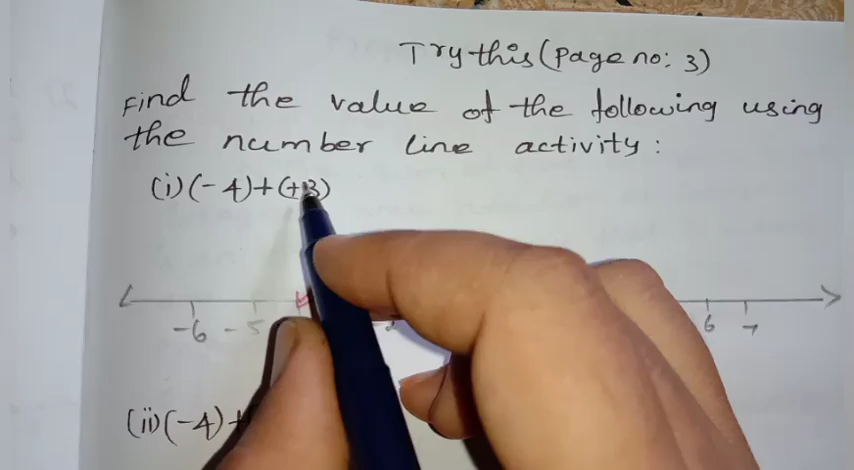 Try this (Page no: 3)
Find the value of the following using
the number line activity:
(i) (-4)+(+3)
-6 -5 6 7
(ii) (-4)+